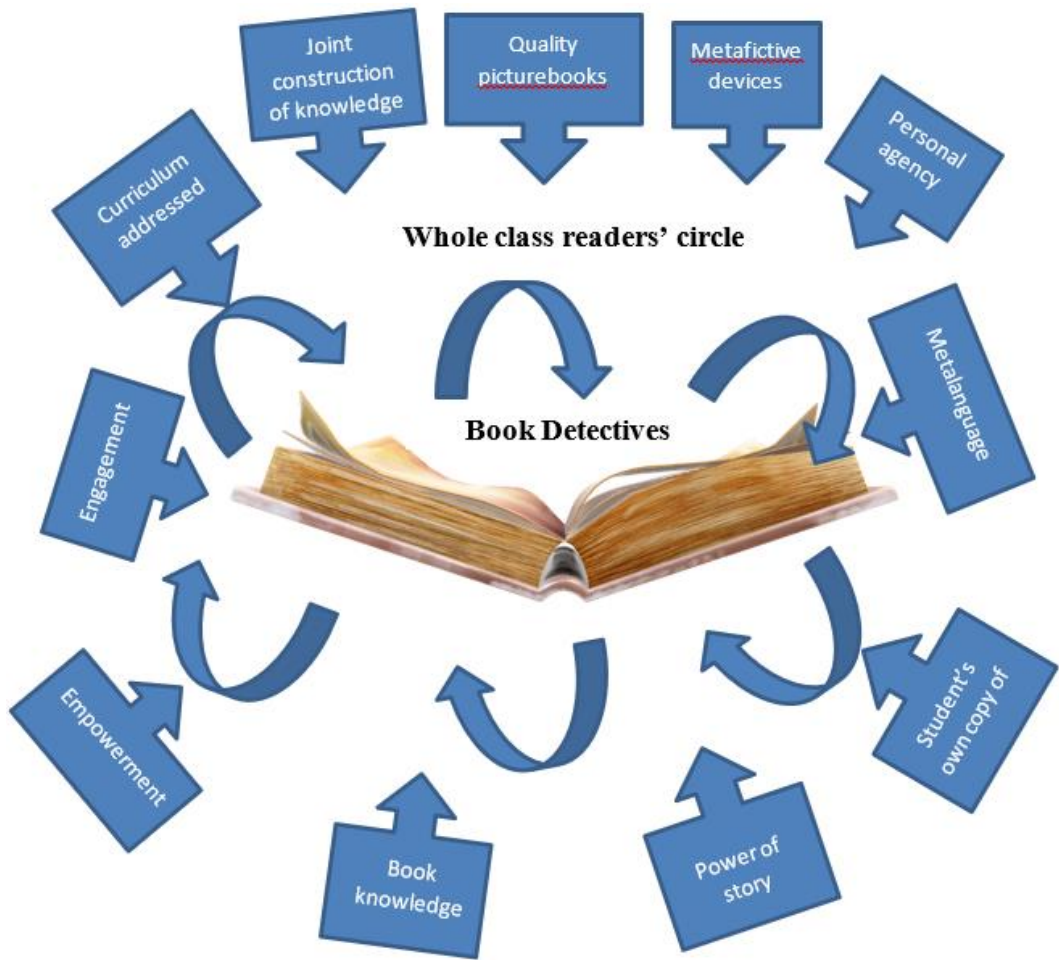 Joint
construction
of knowledge
Quality
picturebooks
Metafictive
devices
Personal
agency
Curriculum
addressed
Whole class readers’ circle
Metalanguage
Engagement
Book Detectives
Student's
own copy of
Empowerment
Book
knowledge
Power of
story